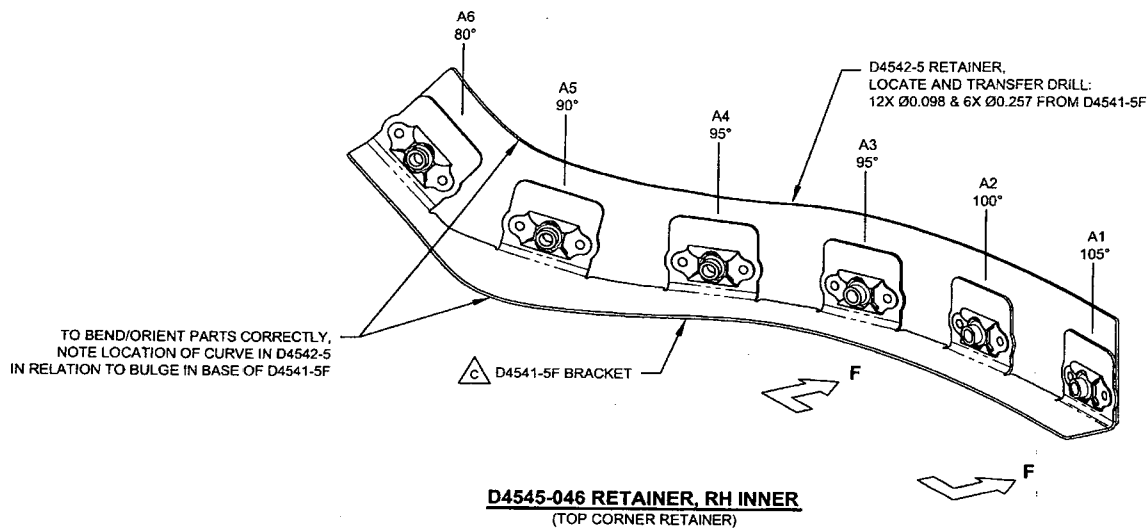 A6
80°
A5
90°
A4
95°
A3
95°
A2
100°
A1
105°
D4542-5 RETAINER,
LOCATE AND TRANSFER DRILL:
12X Ø0.098 & 6X Ø0.257 FROM D4541-5F
TO BEND/ORIENT PARTS CORRECTLY,
NOTE LOCATION OF CURVE IN D4542-5
IN RELATION TO BULGE IN BASE OF D4541-5F
C D4541-5F BRACKET
F
F
D4545-046 RETAINER, RH INNER
(TOP CORNER RETAINER)